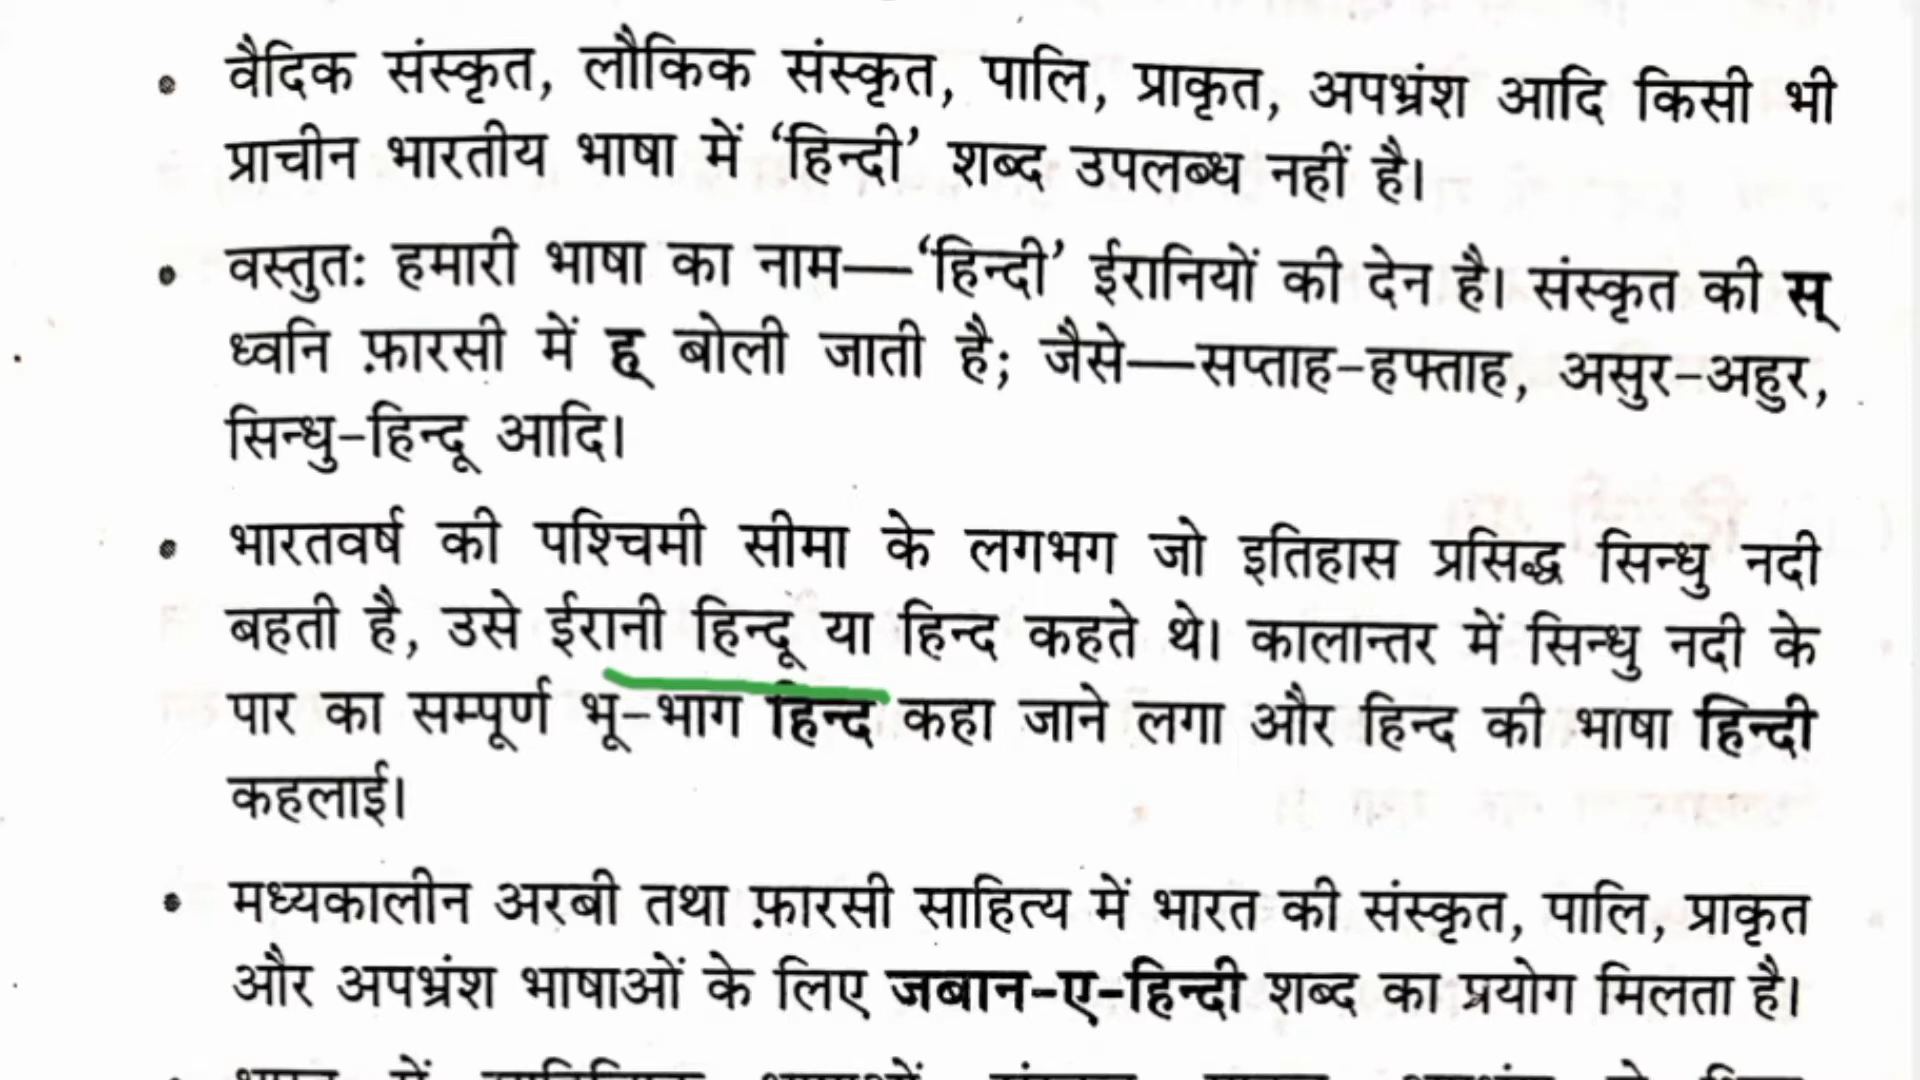 • वैदिक संस्कृत, लौकिक संस्कृत, पालि, प्राकृत, अपभ्रंश आदि किसी भी
प्राचीन भारतीय भाषा में ‘हिन्दी’ शब्द उपलब्ध नहीं है।
• वस्तुतः हमारी भाषा का नाम—‘हिन्दी’ ईरानियों की देन है। संस्कृत की स्
ध्वनि फ़ारसी में ह् बोली जाती है; जैसे—सप्ताह-हफ्ताह, असुर-अहुर,
सिन्धु-हिन्दू आदि।
• भारतवर्ष की पश्चिमी सीमा के लगभग जो इतिहास प्रसिद्ध सिन्धु नदी
बहती है, उसे ईरानी हिन्दू या हिन्द कहते थे। कालान्तर में सिन्धु नदी के
पार का सम्पूर्ण भू-भाग हिन्द कहा जाने लगा और हिन्द की भाषा हिन्दी
कहलाई।
• मध्यकालीन अरबी तथा फ़ारसी साहित्य में भारत की संस्कृत, पालि, प्राकृत
और अपभ्रंश भाषाओं के लिए जबान-ए-हिन्दी शब्द का प्रयोग मिलता है।